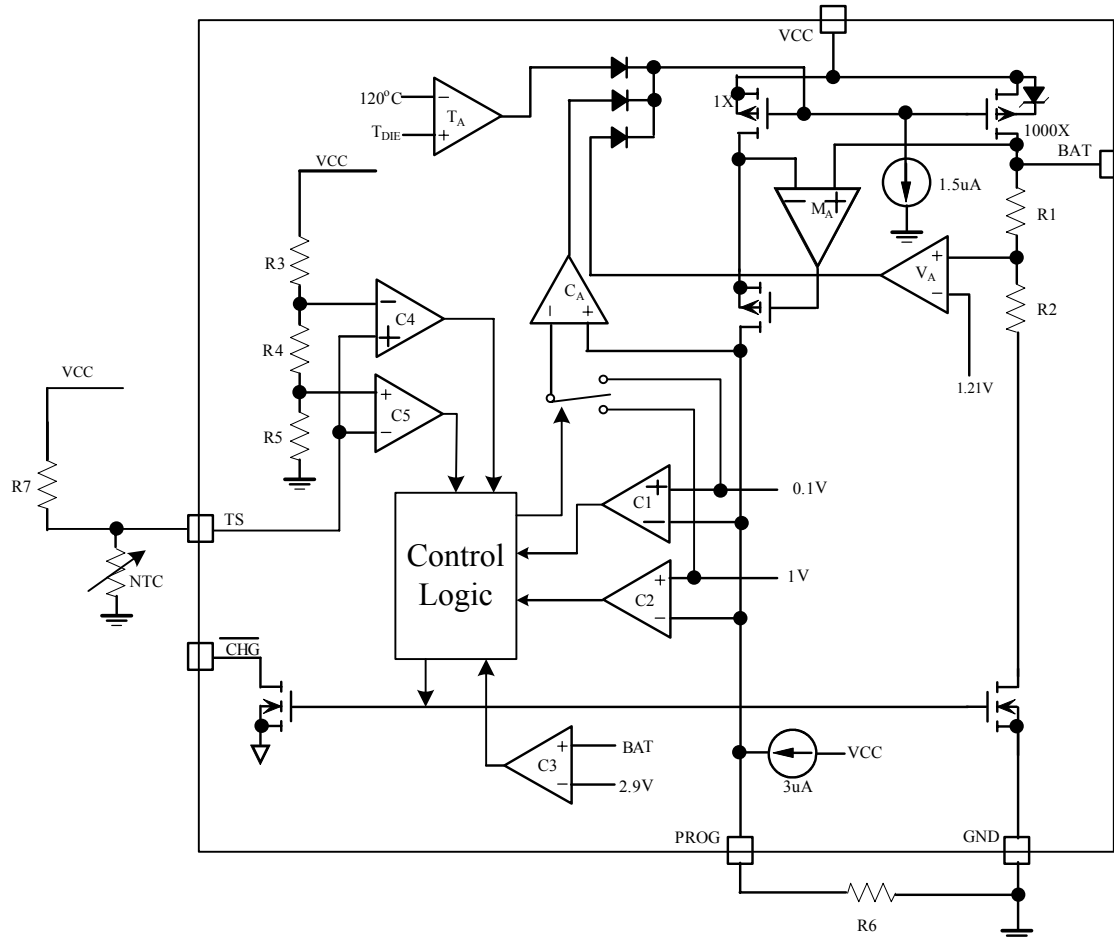 VCC
120°C
T_A
T_DIE
1X
1000X
BAT
VCC
1.5uA
M_A
R1
R3
V_A
C_A
R2
C4
R4
VCC
1.21V
C5
R5
R7
0.1V
C1
TS
Control
Logic
NTC
1V
C2
CHG
BAT
VCC
C3
2.9V
3uA
PROG
GND
R6